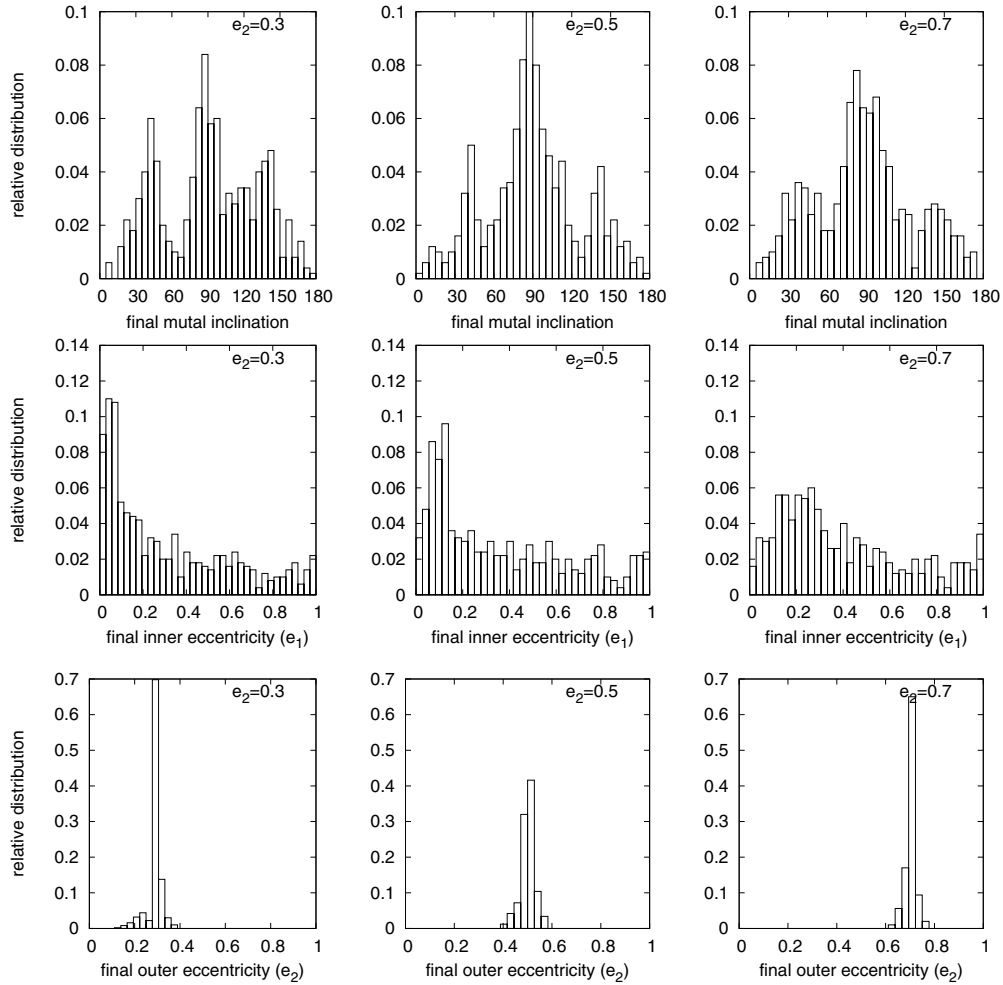 e2=0.3
e2=0.5
e2=0.7
relative distribution
0.1
0.08
0.06
0.04
0.02
0
0 30 60 90 120 150 180
final mutal inclination
0.1
0.08
0.06
0.04
0.02
0
0 30 60 90 120 150 180
final mutal inclination
0.1
0.08
0.06
0.04
0.02
0
0 30 60 90 120 150 180
final mutal inclination
e2=0.3
e2=0.5
e2=0.7
relative distribution
0.14
0.12
0.1
0.08
0.06
0.04
0.02
0
0 0.2 0.4 0.6 0.8 1
final inner eccentricity (e1)
0.14
0.12
0.1
0.08
0.06
0.04
0.02
0
0 0.2 0.4 0.6 0.8 1
final inner eccentricity (e1)
0.14
0.12
0.1
0.08
0.06
0.04
0.02
0
0 0.2 0.4 0.6 0.8 1
final inner eccentricity (e1)
e2=0.3
e2=0.5
e2=0.7
relative distribution
0.7
0.6
0.5
0.4
0.3
0.2
0.1
0
0 0.2 0.4 0.6 0.8 1
final outer eccentricity (e2)
0.7
0.6
0.5
0.4
0.3
0.2
0.1
0
0 0.2 0.4 0.6 0.8 1
final outer eccentricity (e2)
0.7
0.6
0.5
0.4
0.3
0.2
0.1
0
0 0.2 0.4 0.6 0.8 1
final outer eccentricity (e2)